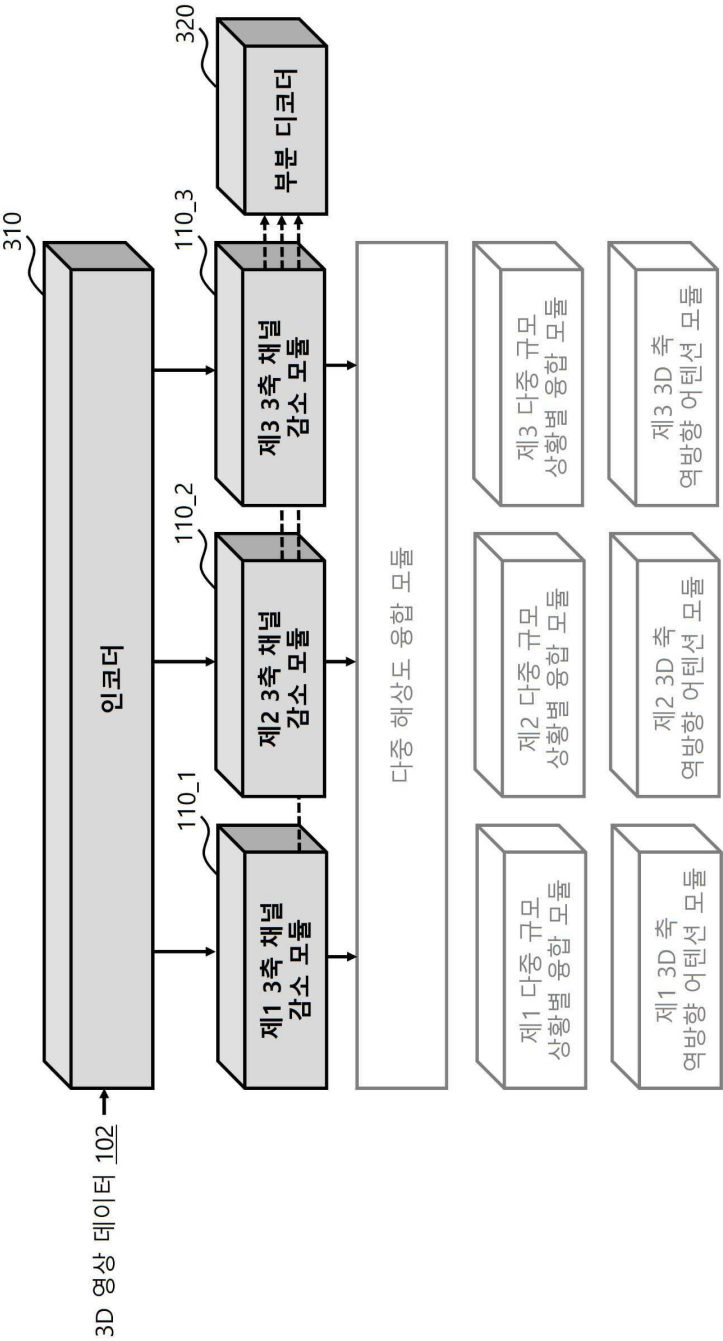 310
인코더
3D 영상 데이터 102
110_1
110_2
110_3
320
제1 3축 채널
감소 모듈
제2 3축 채널
감소 모듈
제3 3축 채널
감소 모듈
부분 디코더
다중 해상도 융합 모듈
제1 다중 규모
상황별 융합 모듈
제2 다중 규모
상황별 융합 모듈
제3 다중 규모
상황별 융합 모듈
제1 3D 축
역방향 어텐션 모듈
제2 3D 축
역방향 어텐션 모듈
제3 3D 축
역방향 어텐션 모듈